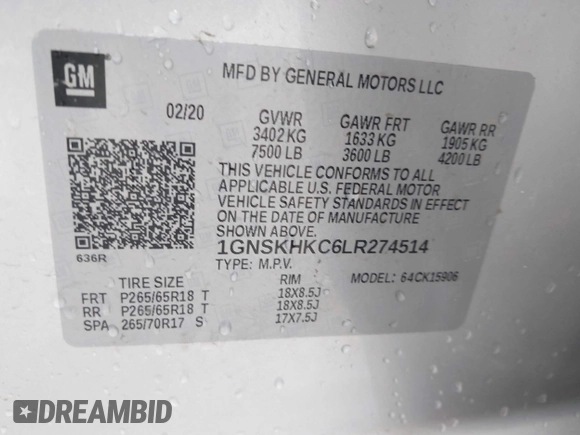 GM
MFD BY GENERAL MOTORS LLC
02/20 GVWR GAWR FRT GAWR RR
3402 KG 1633 KG 1905 KG
7500 LB 3600 LB 4200 LB
THIS VEHICLE CONFORMS TO ALL
APPLICABLE U.S. FEDERAL MOTOR
VEHICLE SAFETY STANDARDS IN EFFECT
ON THE DATE OF MANUFACTURE
SHOWN ABOVE.
636R 1GNSKHKC6LR274514
TYPE: M.P.V. MODEL: 64CK15906
TIRE SIZE RIM
FRT P265/65R18 T 18X8.5J
RR P265/65R18 T 18X8.5J
SPA 265/70R17 S 17X7.5J
#DREAMBID